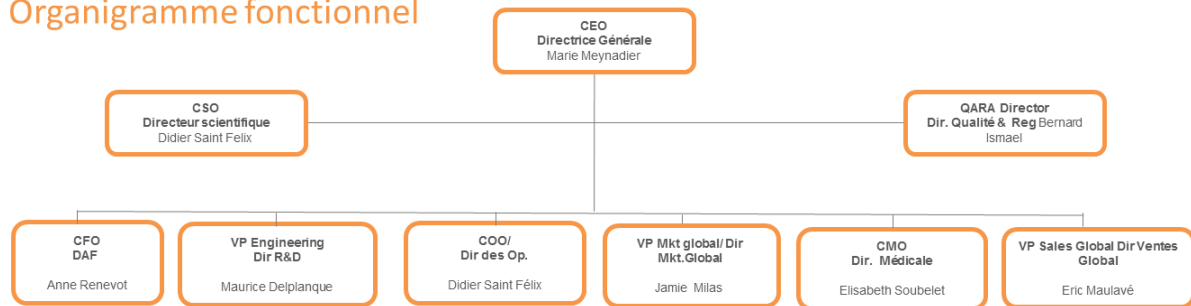 Organigramme fonctionnel
CEO
Directrice Générale
Marie Meynadier
CSO
Directeur scientifique
Didier Saint Felix
QARA Director
Dir. Qualité & Reg Bernard
Ismael
CFO
DAF
Anne Renevot
VP Engineering
Dir R&D
Maurice Delplanque
COO/
Dir des Op.
Didier Saint Félix
VP Mkt global/ Dir
Mkt.Global
Jamie Milas
CMO
Dir. Médicale
Elisabeth Soubelet
VP Sales Global Dir Ventes
Global
Eric Maulavé